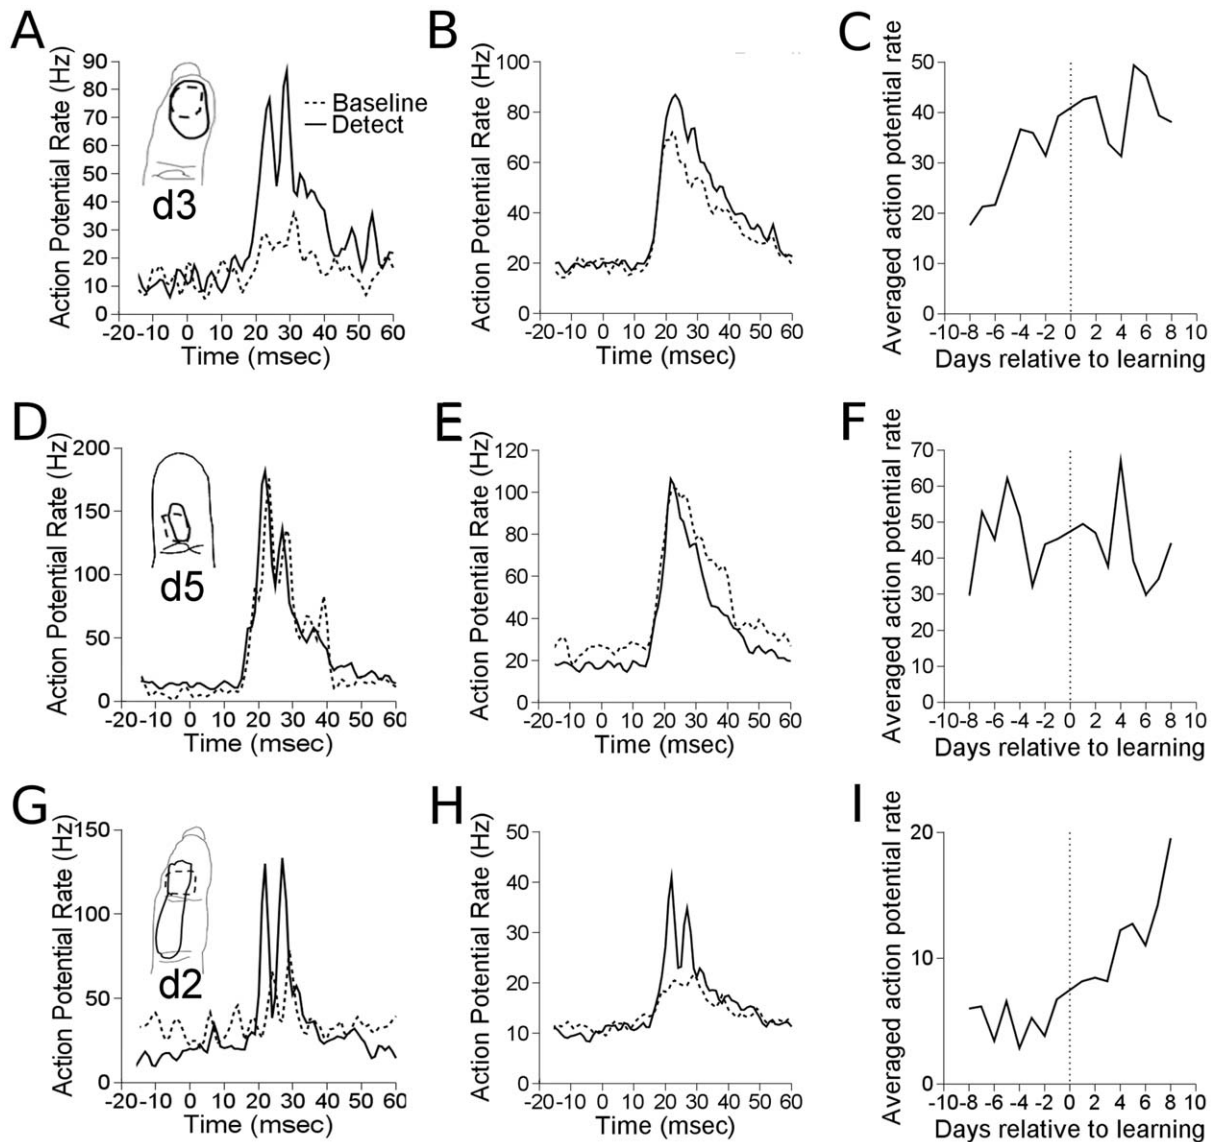 A
Action Potential Rate (Hz)
90
80
70
60
50
40
30
20
10
0
-20 -10 0 10 20 30 40 50 60
Time (msec)
d3
Baseline
Detect
B
Action Potential Rate (Hz)
100
80
60
40
20
0
-20 -10 0 10 20 30 40 50 60
Time (msec)
C
Averaged action potential rate
50
40
30
20
10
0
-10 -8 -6 -4 -2 0 2 4 6 8 10
Days relative to learning
D
Action Potential Rate (Hz)
200
150
100
50
0
-20 -10 0 10 20 30 40 50 60
Time (msec)
d5
E
Action Potential Rate (Hz)
120
100
80
60
40
20
0
-20 -10 0 10 20 30 40 50 60
Time (msec)
F
Averaged action potential rate
70
60
50
40
30
20
10
0
-10 -8 -6 -4 -2 0 2 4 6 8 10
Days relative to learning
G
Action Potential Rate (Hz)
150
100
50
0
-20 -10 0 10 20 30 40 50 60
Time (msec)
d2
H
Action Potential Rate (Hz)
50
40
30
20
10
0
-20 -10 0 10 20 30 40 50 60
Time (msec)
I
Averaged action potential rate
20
10
0
-10 -8 -6 -4 -2 0 2 4 6 8 10
Days relative to learning